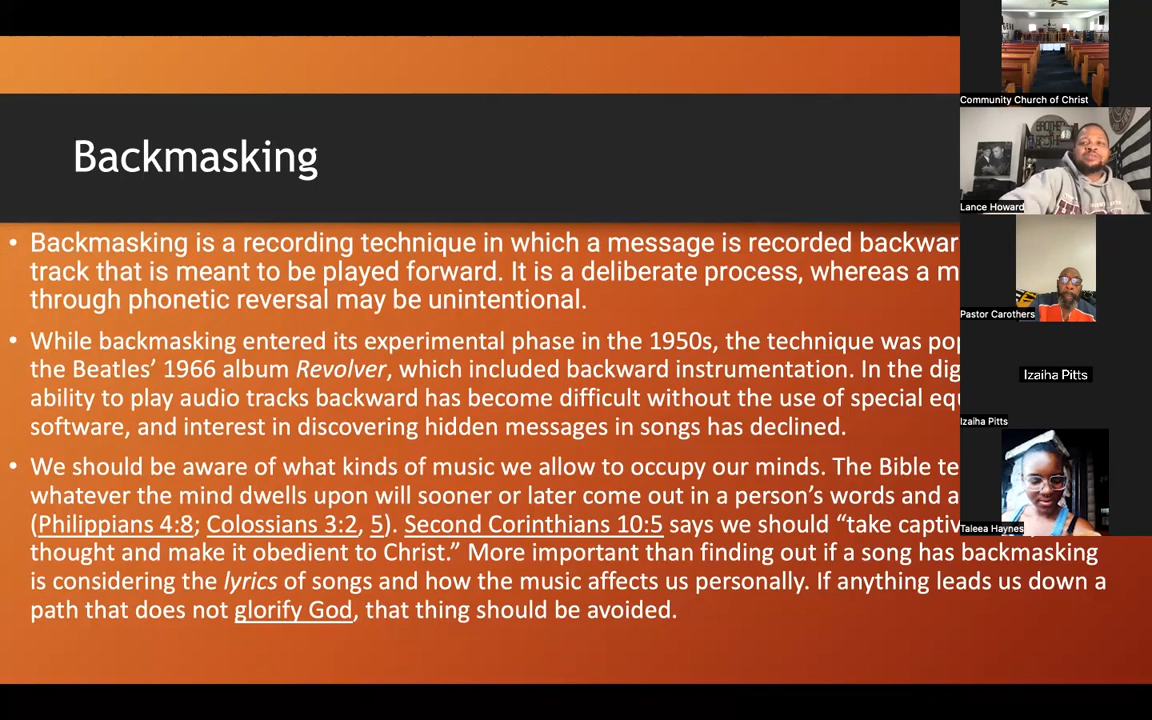 Backmasking
• Backmasking is a recording technique in which a message is recorded backwar
track that is meant to be played forward. It is a deliberate process, whereas a m
through phonetic reversal may be unintentional.
• While backmasking entered its experimental phase in the 1950s, the technique was pop
the Beatles’ 1966 album Revolver, which included backward instrumentation. In the dig
ability to play audio tracks backward has become difficult without the use of special equ
software, and interest in discovering hidden messages in songs has declined.
• We should be aware of what kinds of music we allow to occupy our minds. The Bible te
whatever the mind dwells upon will sooner or later come out in a person’s words and a
(Philippians 4:8; Colossians 3:2, 5). Second Corinthians 10:5 says we should “take captiv
thought and make it obedient to Christ.” More important than finding out if a song has backmasking
is considering the lyrics of songs and how the music affects us personally. If anything leads us down a
path that does not glorify God, that thing should be avoided.
Community Church of Christ
Lance Howard
Pastor Carothers
Izaiha Pitts
Izaiha Pitts
Taleea Haynes